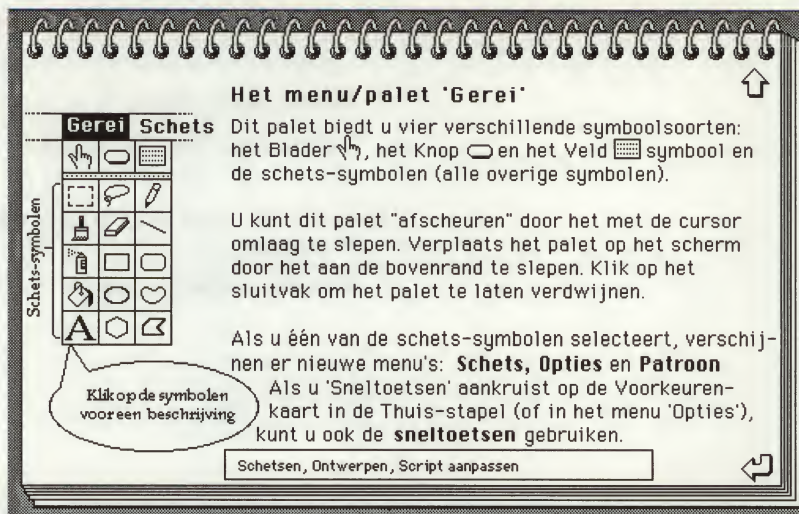 Het menu/palet 'Gerei'
Gerei Schets
Schets-symbolen
A
Klik op de symbolen
voor een beschrijving
Dit palet biedt u vier verschillende symboolsoorten:
het Blader , het Knop en het Veld symbool en
de schets-symbolen (alle overige symbolen).
U kunt dit palet "afscheuren" door het met de cursor
omlaag te slepen. Verplaats het palet op het scherm
door het aan de bovenrand te slepen. Klik op het
sluitvak om het palet te laten verdwijnen.
Als u één van de schets-symbolen selecteert, verschij-
nen er nieuwe menu's: Schets, Opties en Patroon
Als u 'Sneltoetsen' aankruist op de Voorkeuren-
kaart in de Thuis-stapel (of in het menu 'Opties'),
kunt u ook de sneltoetsen gebruiken.
Schetsen, Ontwerpen, Script aanpassen